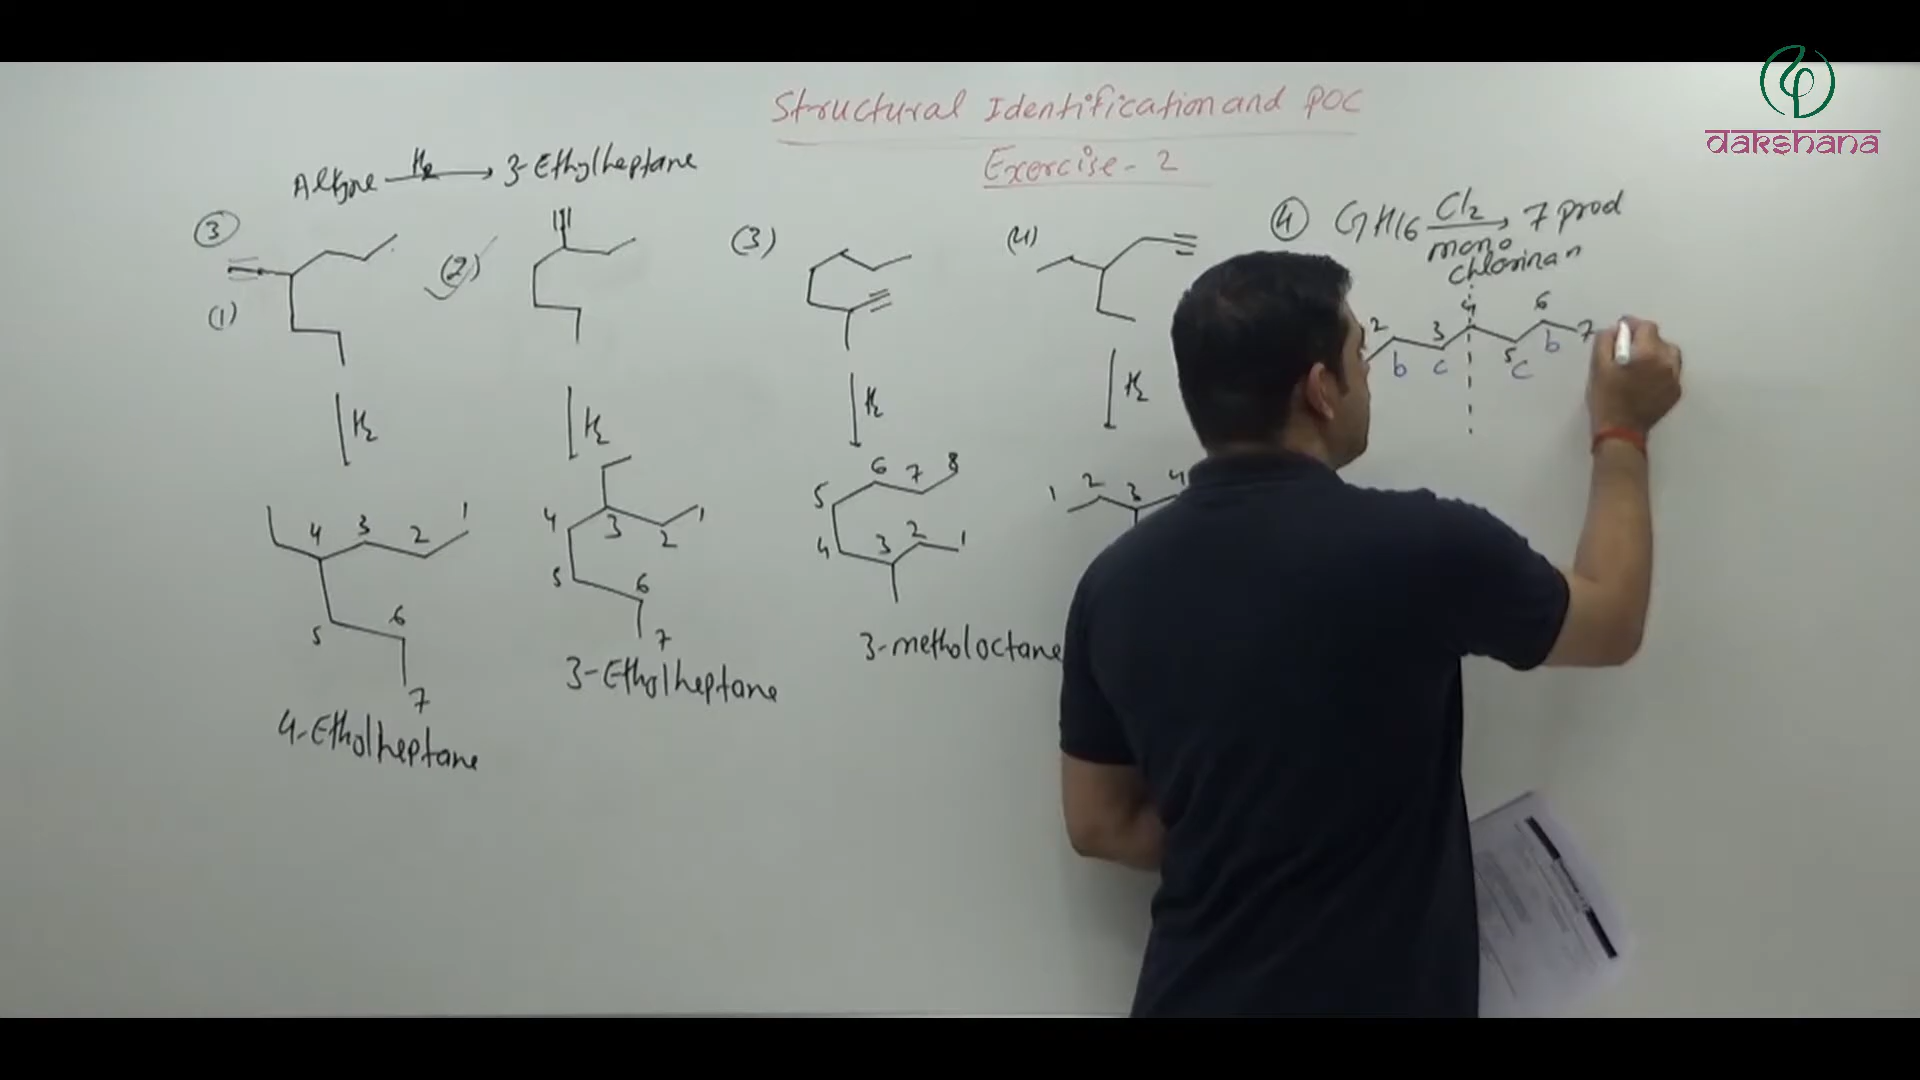 Structural Identification and POC
Exercise - 2
दakshana
Alkyne H2 → 3-Ethylheptane
3
(1)
(2)
(3)
(4)
4 C7H16 Cl2 → 7 prod
mono
chlorinan
2 3 4 5 6 7
b c c b
H2
H2
H2
H2
4 3 2 1
5 6
7
4-Etholheptane
4 3 2 1
5 6
7
3-Etholheptane
5 6 7 8
4 3 2 1
3-metholoctane
1 2 3 4